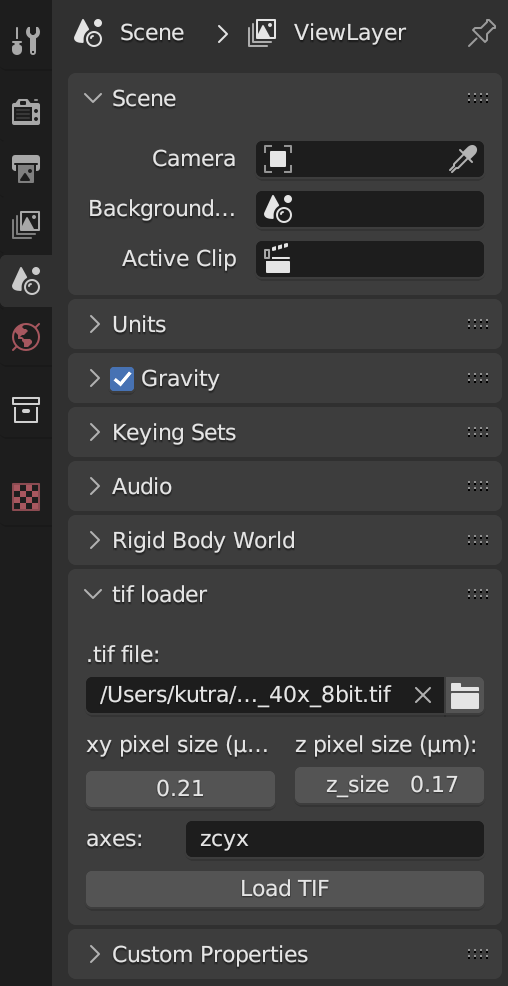 Scene > ViewLayer
Scene
Camera
Background...
Active Clip
Units
Gravity
Keying Sets
Audio
Rigid Body World
tif loader
.tif file:
/Users/kutra/..._40x_8bit.tif
xy pixel size (μ... z pixel size (μm):
0.21 z_size 0.17
axes: zcyx
Load TIF
Custom Properties